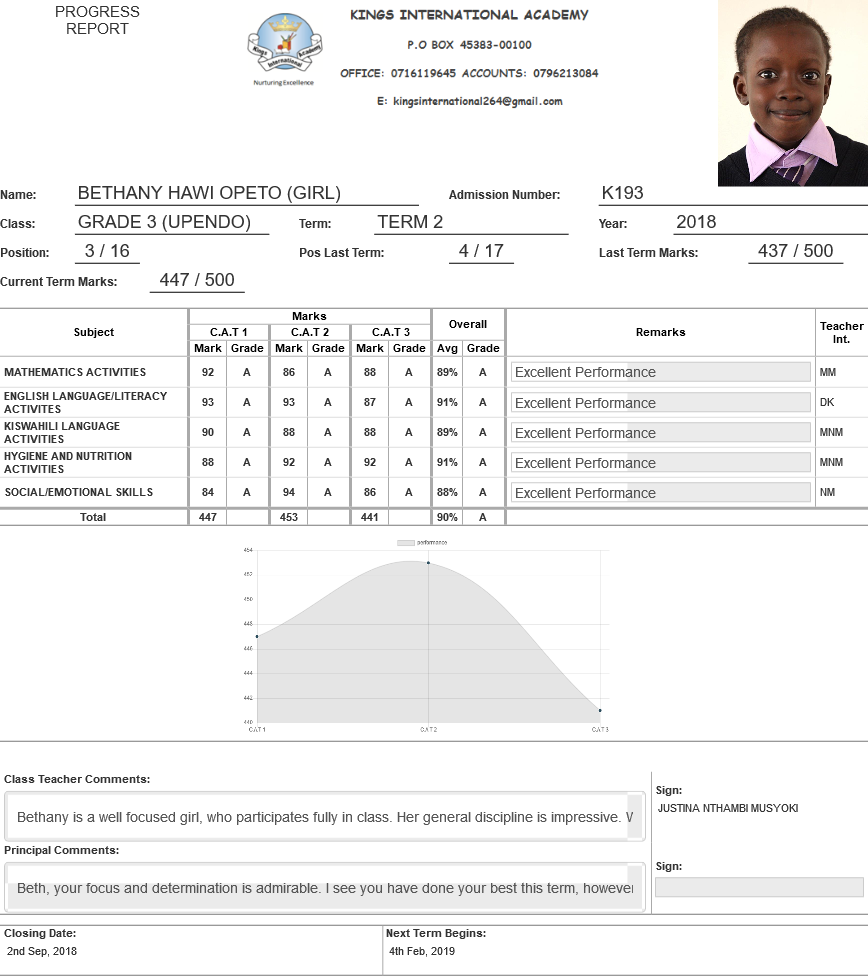 PROGRESS
REPORT
Kings International Academy
Nurturing Excellence
KINGS INTERNATIONAL ACADEMY
P.O BOX 45383-00100
OFFICE: 0716119645 ACCOUNTS: 0796213084
E: kingsinternational264@gmail.com
Name: BETHANY HAWI OPETO (GIRL) Admission Number: K193
Class: GRADE 3 (UPENDO) Term: TERM 2 Year: 2018
Position: 3 / 16 Pos Last Term: 4 / 17 Last Term Marks: 437 / 500
Current Term Marks: 447 / 500
Subject Marks Overall Remarks Teacher Int.
C.A.T 1 C.A.T 2 C.A.T 3
Mark Grade Mark Grade Mark Grade Avg Grade
MATHEMATICS ACTIVITIES 92 A 86 A 88 A 89% A Excellent Performance MM
ENGLISH LANGUAGE/LITERACY
ACTIVITES 93 A 93 A 87 A 91% A Excellent Performance DK
KISWAHILI LANGUAGE
ACTIVITIES 90 A 88 A 88 A 89% A Excellent Performance MNM
HYGIENE AND NUTRITION
ACTIVITIES 88 A 92 A 92 A 91% A Excellent Performance MNM
SOCIAL/EMOTIONAL SKILLS 84 A 94 A 86 A 88% A Excellent Performance NM
Total 447 453 441 90% A
performance
454
452
450
448
446
444
442
440
CAT1 CAT2 CAT3
Class Teacher Comments:
Bethany is a well focused girl, who participates fully in class. Her general discipline is impressive.
Sign:
JUSTINA NTHAMBI MUSYOKI
Principal Comments:
Beth, your focus and determination is admirable. I see you have done your best this term, however
Sign:
Closing Date: Next Term Begins:
2nd Sep, 2018 4th Feb, 2019